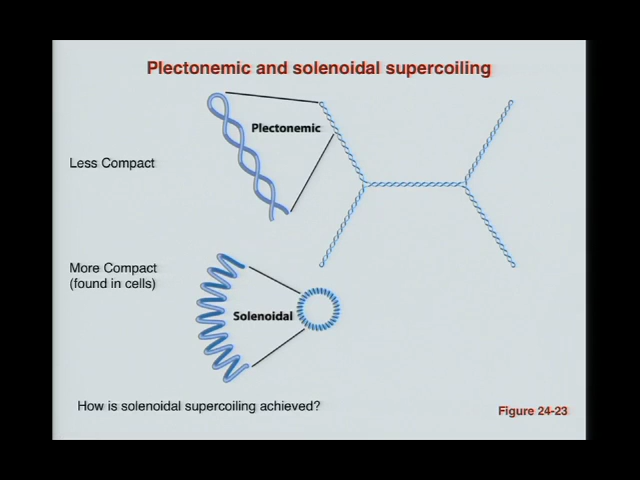 Plectonemic and solenoidal supercoiling
Plectonemic
Less Compact
More Compact
(found in cells)
Solenoidal
How is solenoidal supercoiling achieved?
Figure 24-23